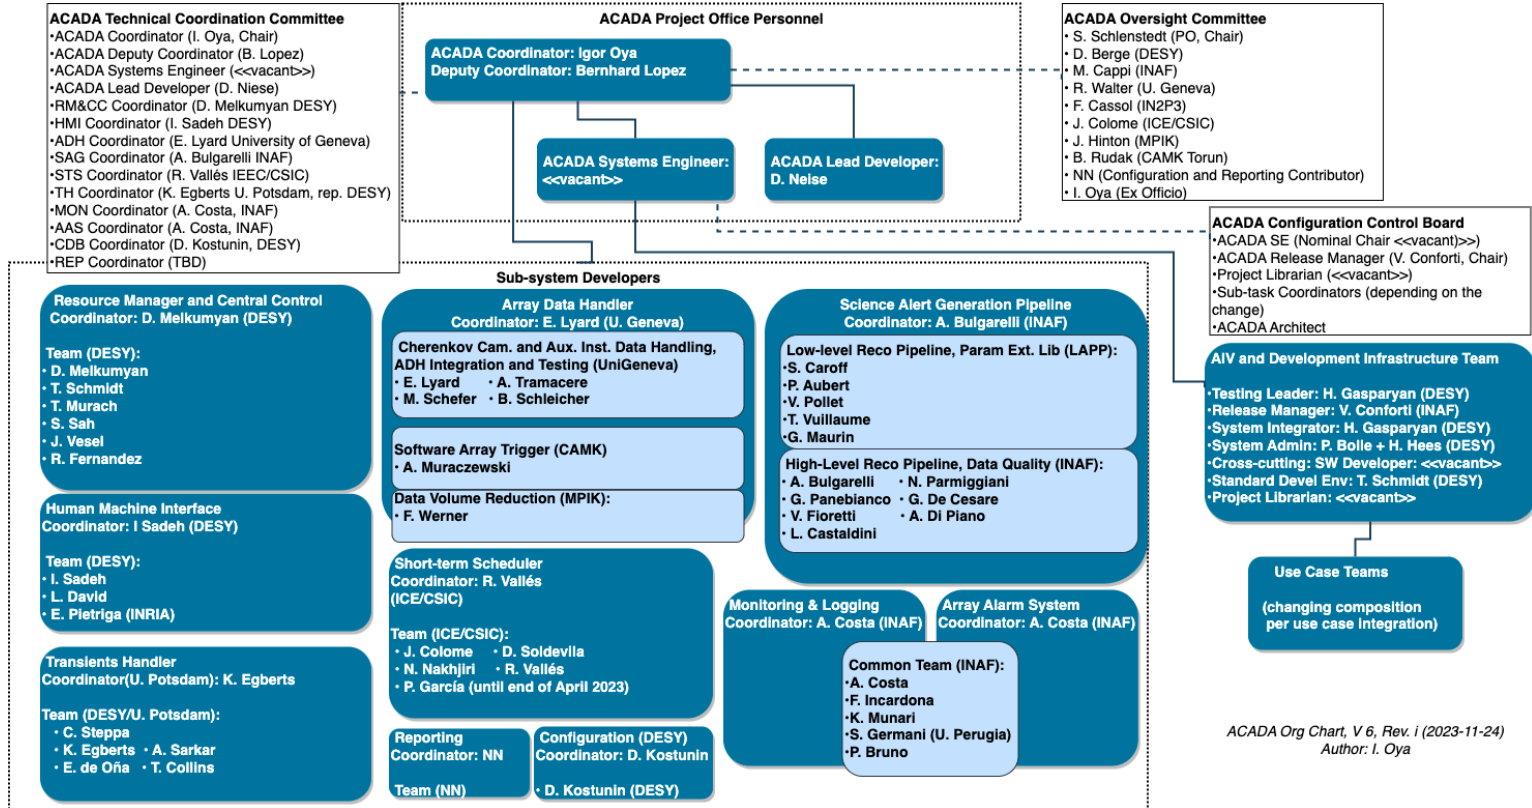 ACADA Technical Coordination Committee
•ACADA Coordinator (I. Oya, Chair)
•ACADA Deputy Coordinator (B. Lopez)
•ACADA Systems Engineer (<<vacant>>)
•ACADA Lead Developer (D. Niese)
•RM&CC Coordinator (D. Melkumyan DESY)
•HMI Coordinator (I. Sadeh DESY)
•ADH Coordinator (E. Lyard University of Geneva)
•SAG Coordinator (A. Bulgarelli INAF)
•STS Coordinator (R. Vallés IEEC/CSIC)
•TH Coordinator (K. Egberts U. Potsdam, rep. DESY)
•MON Coordinator (A. Costa, INAF)
•AAS Coordinator (A. Costa, INAF)
•CDB Coordinator (D. Kostunin, DESY)
•REP Coordinator (TBD)
ACADA Project Office Personnel
ACADA Coordinator: Igor Oya
Deputy Coordinator: Bernhard Lopez
ACADA Systems Engineer:
<<vacant>>
ACADA Lead Developer:
D. Neise
ACADA Oversight Committee
• S. Schlenstedt (PO, Chair)
• D. Berge (DESY)
• M. Cappi (INAF)
• R. Walter (U. Geneva)
• F. Cassol (IN2P3)
• J. Colome (ICE/CSIC)
• J. Hinton (MPIK)
• B. Rudak (CAMK Torun)
• NN (Configuration and Reporting Contributor)
• I. Oya (Ex Officio)
ACADA Configuration Control Board
•ACADA SE (Nominal Chair <<vacant)>>)
•ACADA Release Manager (V. Conforti, Chair)
•Project Librarian (<<vacant>>)
•Sub-task Coordinators (depending on the
change)
•ACADA Architect
Sub-system Developers
Resource Manager and Central Control
Coordinator: D. Melkumyan (DESY)
Team (DESY):
• D. Melkumyan
• T. Schmidt
• T. Murach
• S. Sah
• J. Vesel
• R. Fernandez
Human Machine Interface
Coordinator: I Sadeh (DESY)
Team (DESY):
• I. Sadeh
• L. David
• E. Pietriga (INRIA)
Transients Handler
Coordinator(U. Potsdam): K. Egberts
Team (DESY/U. Potsdam):
• C. Steppa
• K. Egberts • A. Sarkar
• E. de Oña • T. Collins
Array Data Handler
Coordinator: E. Lyard (U. Geneva)
Cherenkov Cam. and Aux. Inst. Data Handling,
ADH Integration and Testing (UniGeneva)
• E. Lyard • A. Tramacere
• M. Schefer • B. Schleicher
Software Array Trigger (CAMK)
• A. Muraczewski
Data Volume Reduction (MPIK):
• F. Werner
Short-term Scheduler
Coordinator: R. Vallés
(ICE/CSIC)
Team (ICE/CSIC):
• J. Colome • D. Soldevila
• N. Nakhjiri • R. Vallés
• P. García (until end of April 2023)
Reporting
Coordinator: NN
Team (NN)
Configuration (DESY)
Coordinator: D. Kostunin
• D. Kostunin (DESY)
Science Alert Generation Pipeline
Coordinator: A. Bulgarelli (INAF)
Low-level Reco Pipeline, Param Ext. Lib (LAPP):
•S. Caroff
•P. Aubert
•V. Pollet
•T. Vuillaume
•G. Maurin
High-Level Reco Pipeline, Data Quality (INAF):
• A. Bulgarelli • N. Parmiggiani
• G. Panebianco • G. De Cesare
• V. Fioretti • A. Di Piano
• L. Castaldini
Monitoring & Logging
Coordinator: A. Costa (INAF)
Array Alarm System
Coordinator: A. Costa (INAF)
Common Team (INAF):
•A. Costa
•F. Incardona
•K. Munari
•S. Germani (U. Perugia)
•P. Bruno
AIV and Development Infrastructure Team
•Testing Leader: H. Gasparyan (DESY)
•Release Manager: V. Conforti (INAF)
•System Integrator: H. Gasparyan (DESY)
•System Admin: P. Bolle + H. Hees (DESY)
•Cross-cutting: SW Developer: <<vacant>>
•Standard Devel Env: T. Schmidt (DESY)
•Project Librarian: <<vacant>>
Use Case Teams
(changing composition
per use case integration)
ACADA Org Chart, V 6, Rev. i (2023-11-24)
Author: I. Oya